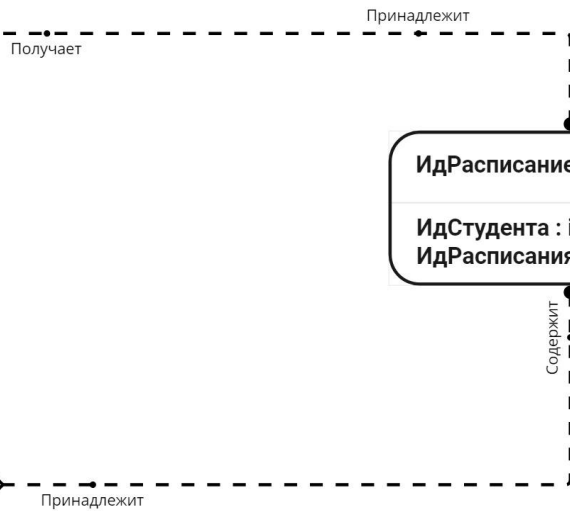 Принадлежит
Получает
ИдРасписание
ИдСтудента : i
ИдРасписания
Содержит
Принадлежит